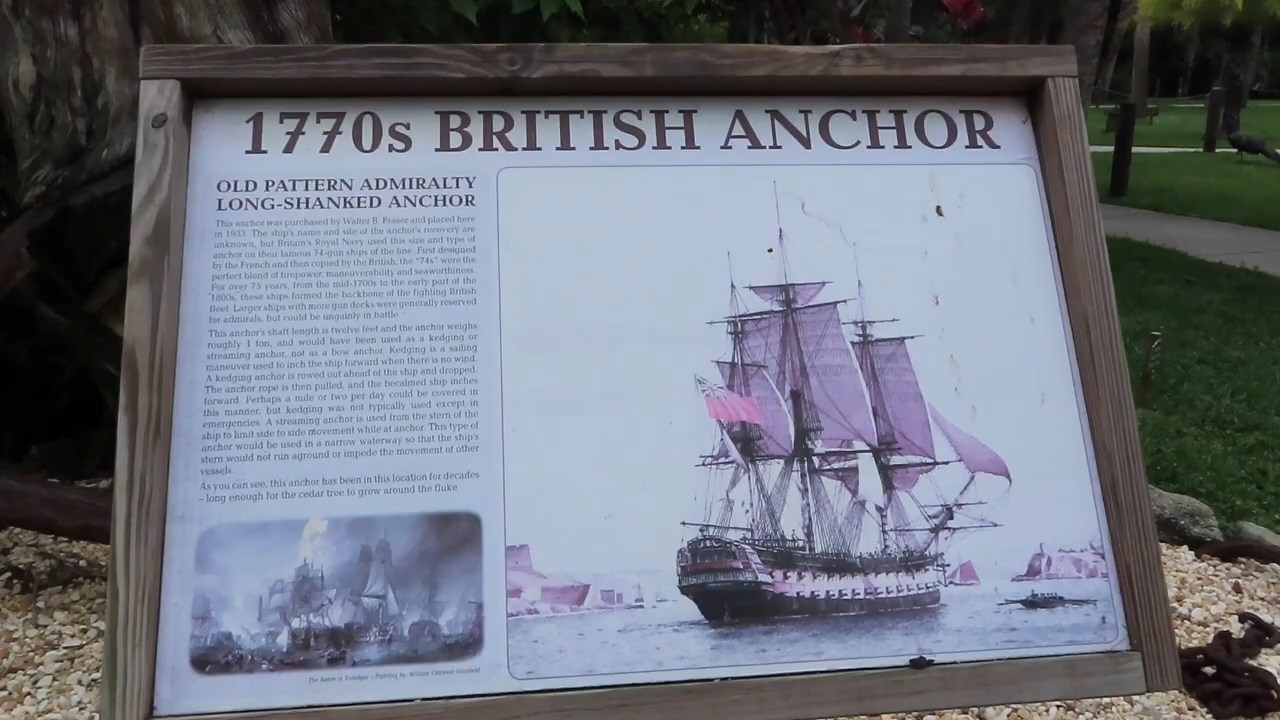 1770s BRITISH ANCHOR
OLD PATTERN ADMIRALTY
LONG-SHANKED ANCHOR
This anchor was purchased by Walter B. Fraser and placed here
in 1933. The ship's name and site of the anchor's recovery are
unknown, but Britain's Royal Navy used this size and type of
anchor on their famous 74-gun ships of the line. First designed
by the French and then copied by the British, the "74s" were the
perfect blend of firepower, maneuverability and seaworthiness.
For over 75 years, from the mid-1700s to the early part of the
1800s, these ships formed the backbone of the fighting British
fleet. Larger ships with more gun decks were generally reserved
for admirals, but could be ungainly in battle.
This anchor's shaft length is twelve feet and the anchor weighs
roughly 1 ton, and would have been used as a kedging or
streaming anchor, not as a bow anchor. Kedging is a sailing
maneuver used to inch the ship forward when there is no wind.
A kedging anchor is rowed out ahead of the ship and dropped.
The anchor rope is then pulled, and the becalmed ship inches
forward. Perhaps a mile or two per day could be covered in
this manner, but kedging was not typically used except in
emergencies. A streaming anchor is used from the stern of the
ship to limit side to side movement while at anchor. This type of
anchor would be used in a narrow waterway so that the ship's
stern would not run aground or impede the movement of other
vessels.
As you can see, this anchor has been in this location for decades
– long enough for the cedar tree to grow around the fluke
The Battle of Trafalgar - Painting by William Clarkson Stanfield